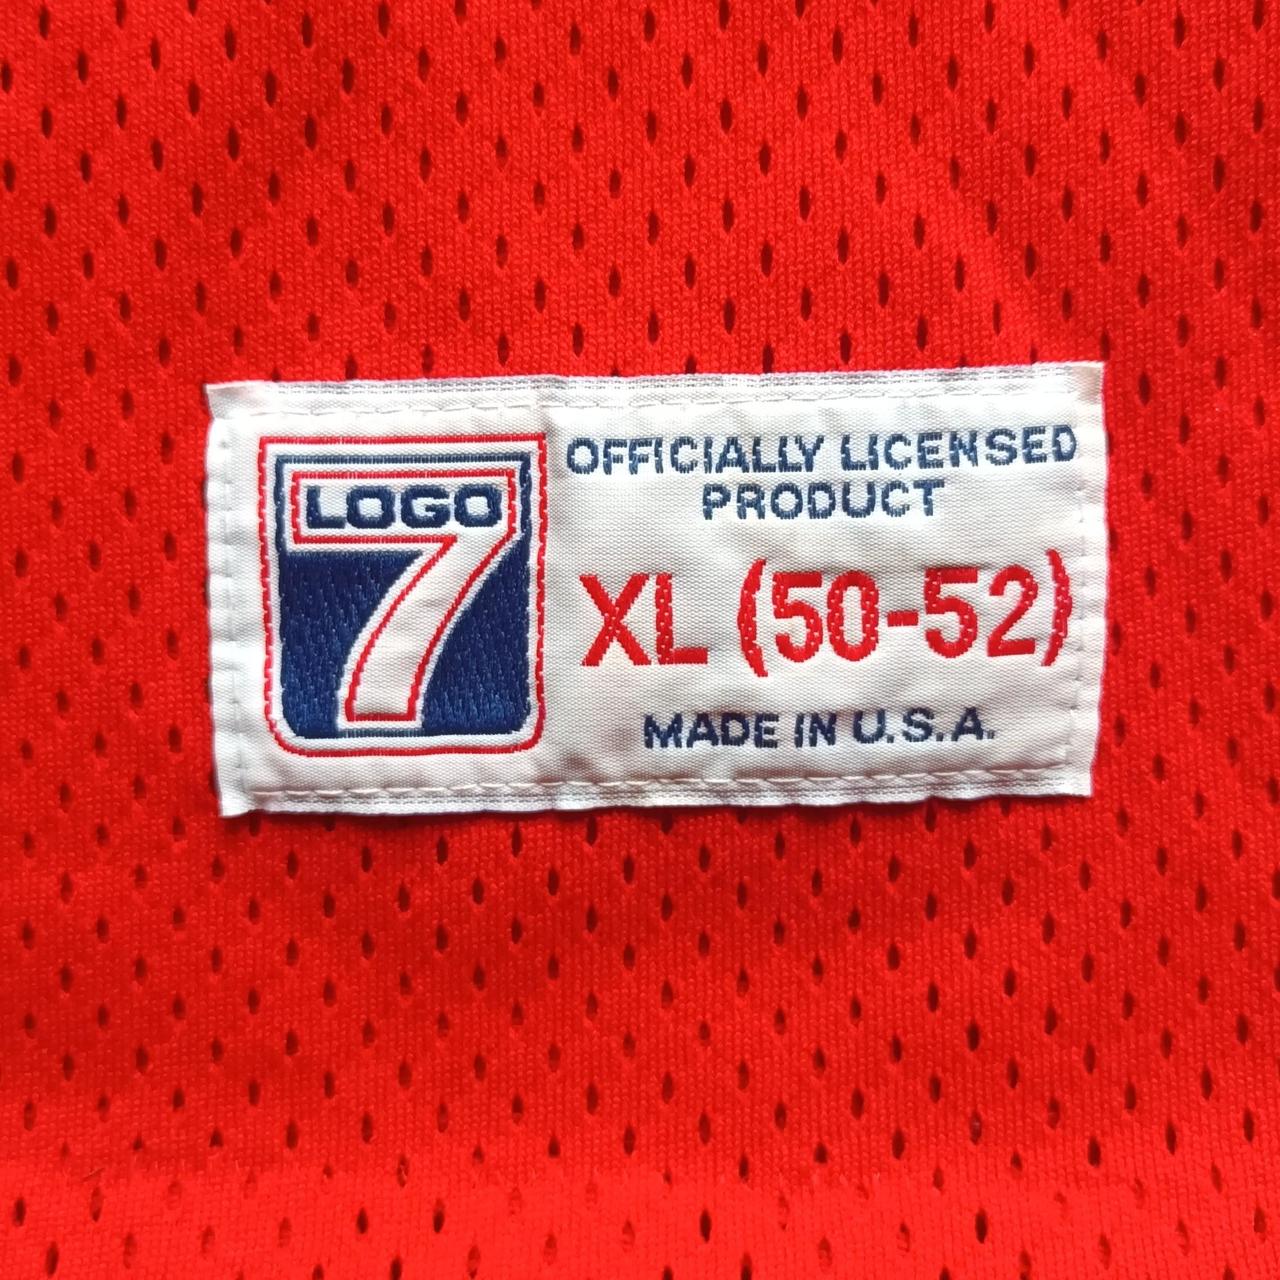 LOGO
7
OFFICIALLY LICENSED
PRODUCT
XL (50-52)
MADE IN U.S.A.